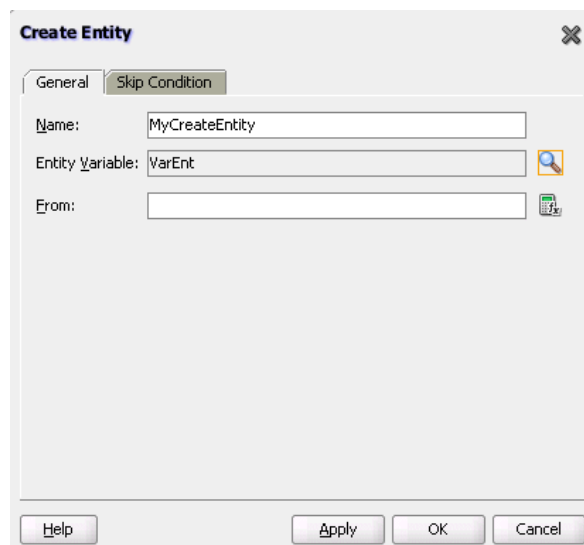 Create Entity
General Skip Condition
Name: MyCreateEntity
Entity Variable: VarEnt
From:
Help Apply OK Cancel